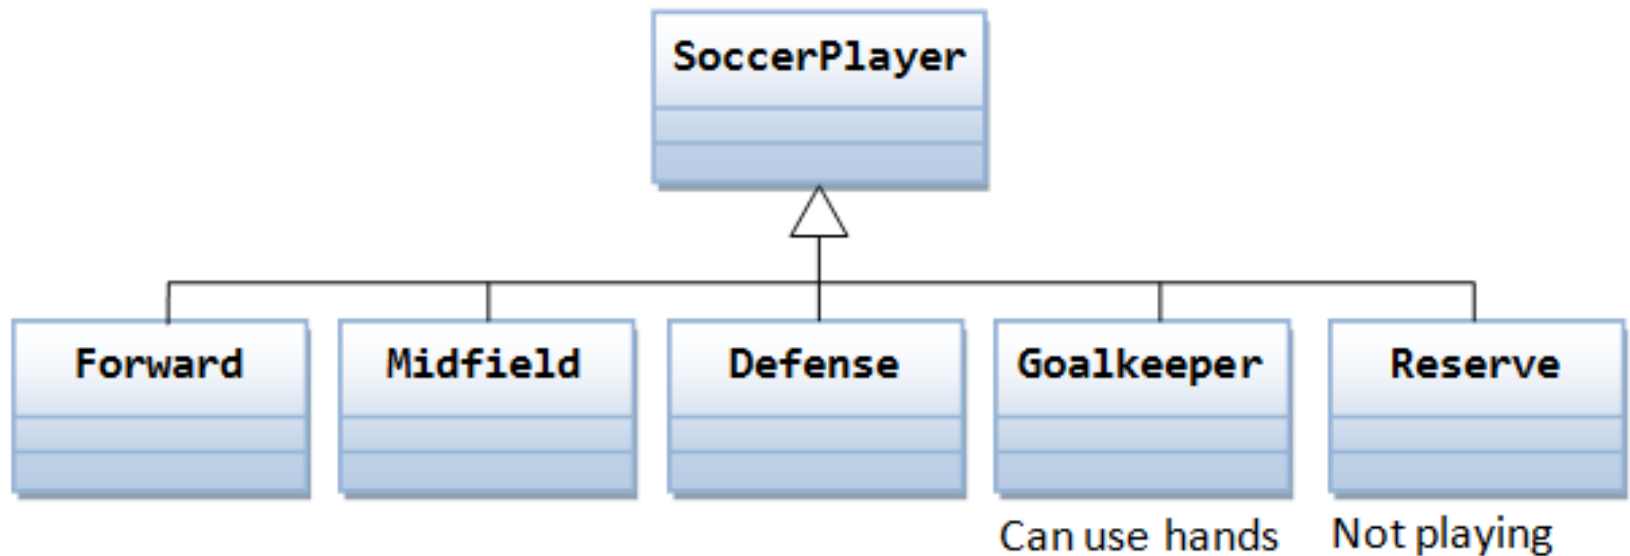 SoccerPlayer
Forward
Midfield
Defense
Goalkeeper
Reserve
Can use hands
Not playing